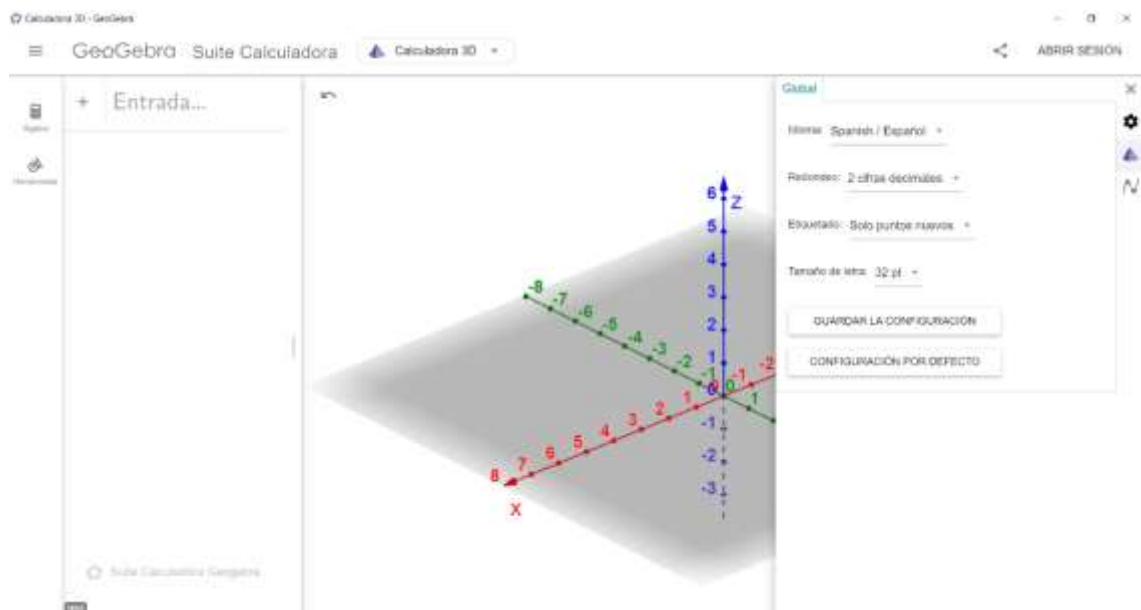 Calculadora 3D - GeoGebra
GeoGebra Suite Calculadora Calculadora 3D ABRIR SESIÓN
+ Entrada...
Global
Idioma: Spanish / Español
Redondeo: 2 cifras decimales
Etiquetado: Solo puntos nuevos
Tamaño de letra: 32 pt
GUARDAR LA CONFIGURACIÓN
CONFIGURACIÓN POR DEFECTO
6 Z
5
4
3
2
1
0
-1
-2
-3
-8 -7 -6 -5 -4 -3 -2 -1 0 1
8 7 6 5 4 3 2 1 0 -1 -2
X
Suite Calculadora Geogebra